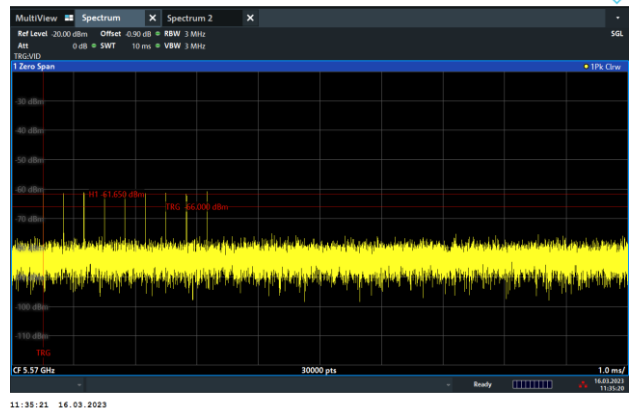 MultiView Spectrum X Spectrum 2 X
Ref Level -20.00 dBm Offset -0.90 dB RBW 3 MHz SGL
Att 0 dB SWT 10 ms VBW 3 MHz
TRG:VID
1 Zero Span 1Pk Clrw
-30 dBm
-40 dBm
-50 dBm
-60 dBm
H1 -61.650 dBm
TRG -66.000 dBm
-70 dBm
-100 dBm
-110 dBm
TRG
CF 5.57 GHz 30000 pts 1.0 ms/
Ready 16.03.2023
11:35:20
11:35:21 16.03.2023